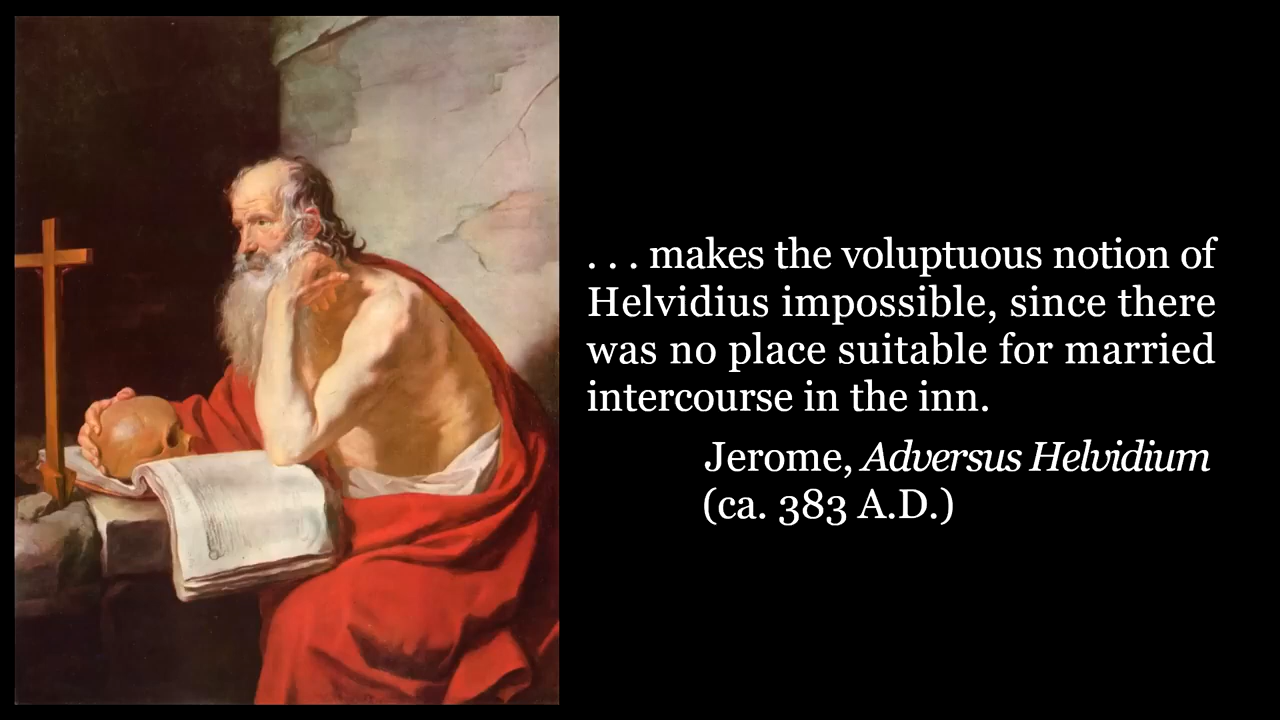 . . . makes the voluptuous notion of
Helvidius impossible, since there
was no place suitable for married
intercourse in the inn.
Jerome, Adversus Helvidium
(ca. 383 A.D.)